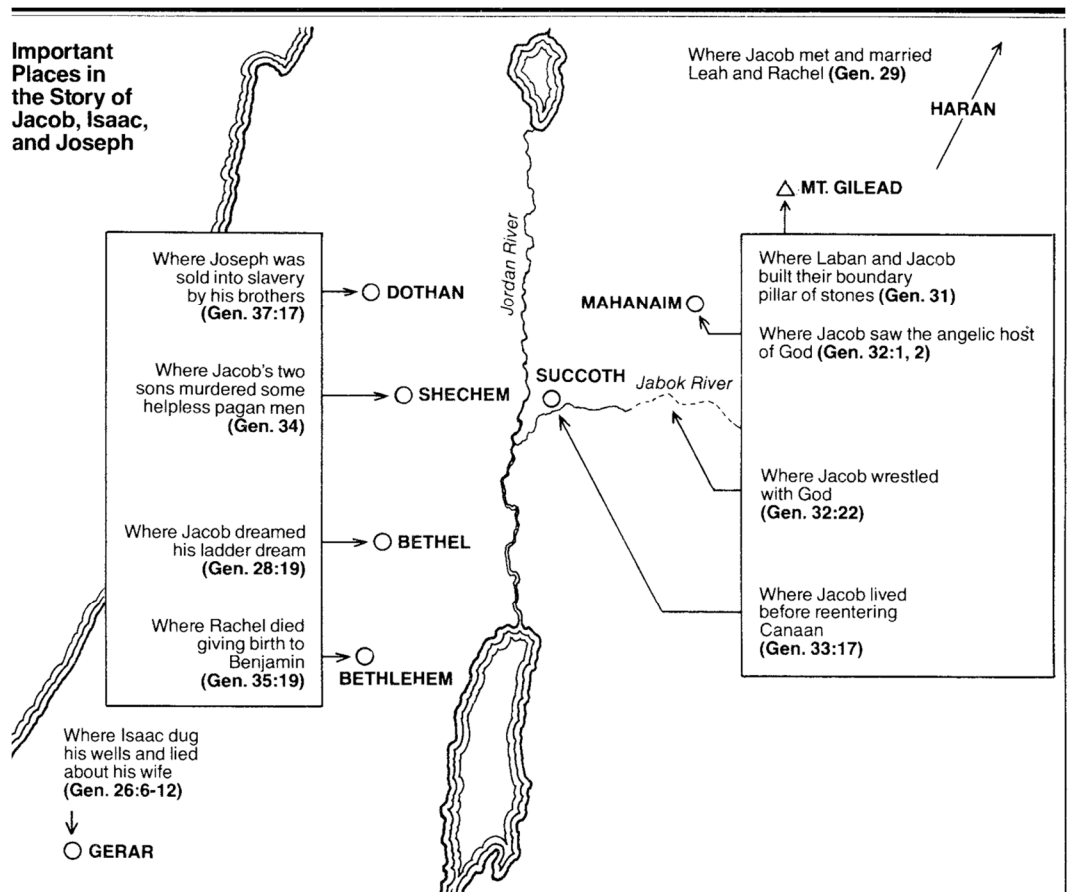 Important
Places in
the Story of
Jacob, Isaac,
and Joseph
Where Jacob met and married
Leah and Rachel (Gen. 29)
HARAN
MT. GILEAD
Where Joseph was
sold into slavery
by his brothers
(Gen. 37:17)
DOTHAN
Where Jacob's two
sons murdered some
helpless pagan men
(Gen. 34)
SHECHEM
Where Jacob dreamed
his ladder dream
(Gen. 28:19)
BETHEL
Where Rachel died
giving birth to
Benjamin
(Gen. 35:19)
BETHLEHEM
Where Isaac dug
his wells and lied
about his wife
(Gen. 26:6-12)
GERAR
Jordan River
MAHANAIM
SUCCOTH
Jabok River
Where Laban and Jacob
built their boundary
pillar of stones (Gen. 31)
Where Jacob saw the angelic host
of God (Gen. 32:1, 2)
Where Jacob wrestled
with God
(Gen. 32:22)
Where Jacob lived
before reentering
Canaan
(Gen. 33:17)